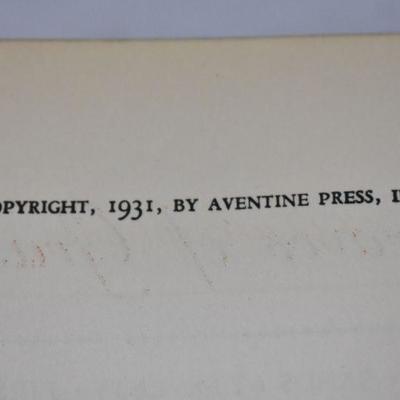 OPYRIGHT, 1931, BY AVENTINE PRESS, I